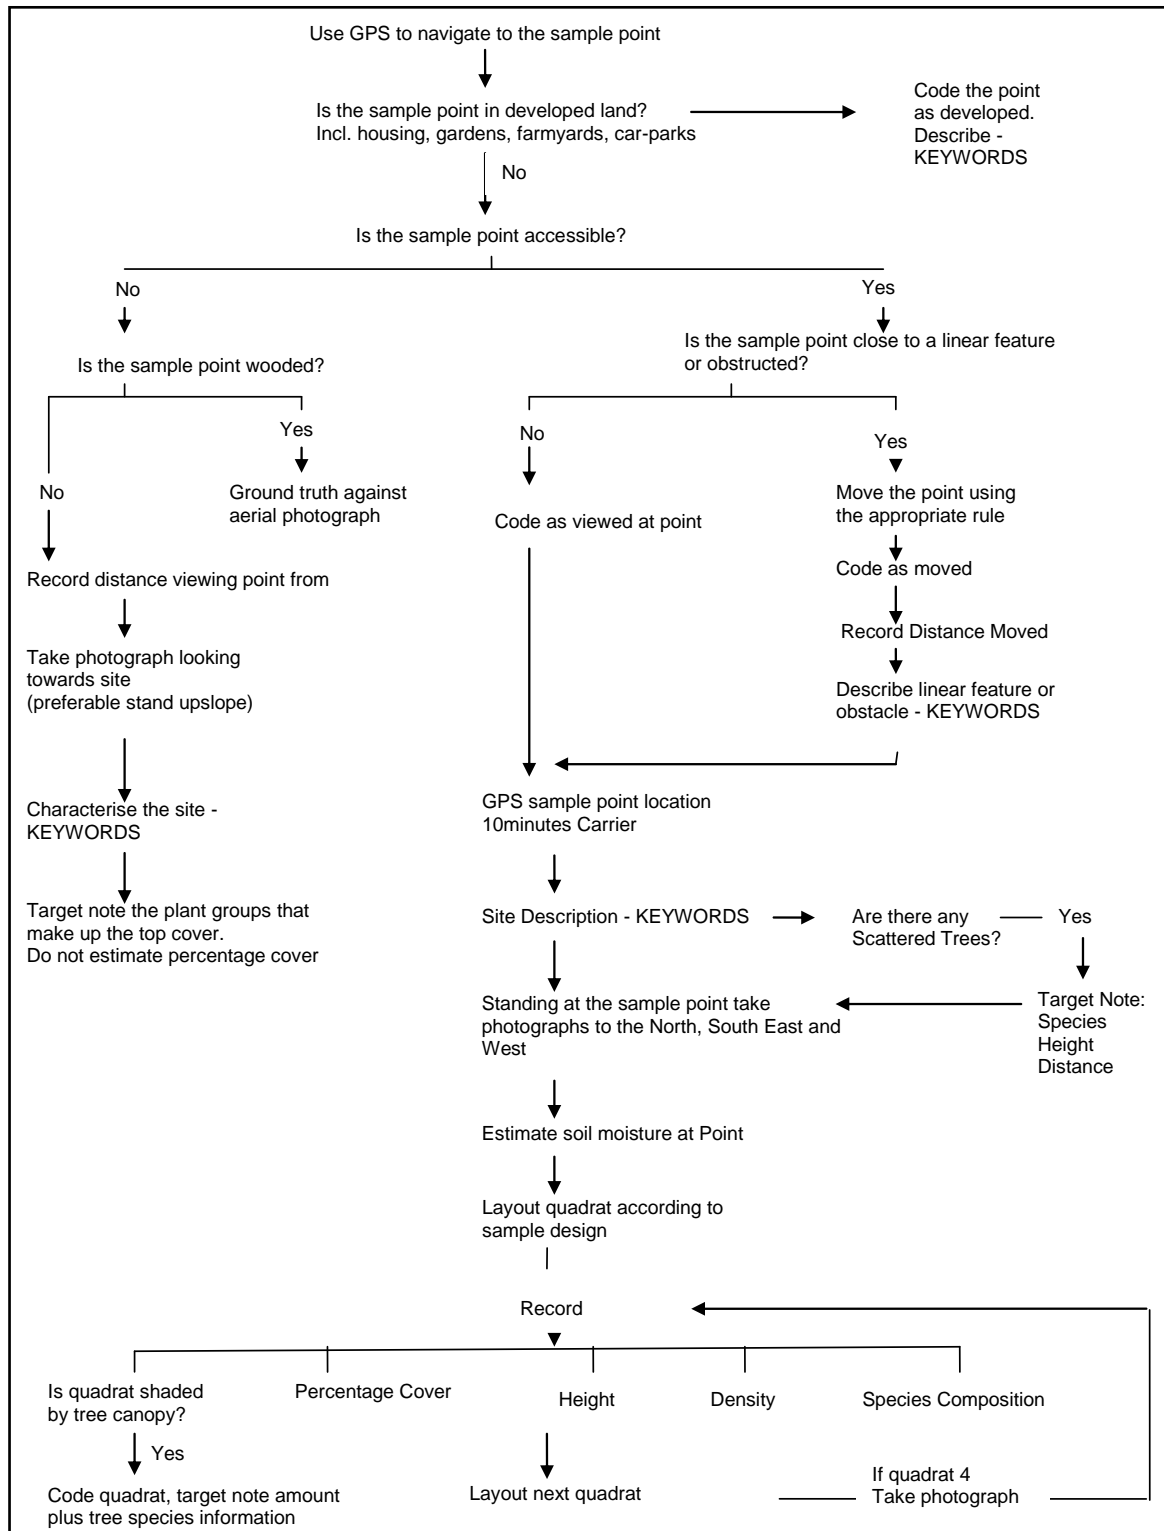 Use GPS to navigate to the sample point
Is the sample point in developed land?
Incl. housing, gardens, farmyards, car-parks
Code the point
as developed.
Describe -
KEYWORDS
No
Is the sample point accessible?
No
Yes
Is the sample point wooded?
Is the sample point close to a linear feature
or obstructed?
Yes
No
Yes
No
Ground truth against
aerial photograph
Code as viewed at point
Move the point using
the appropriate rule
Record distance viewing point from
Code as moved
Record Distance Moved
Take photograph looking
towards site
(preferable stand upslope)
Describe linear feature or
obstacle - KEYWORDS
Characterise the site -
KEYWORDS
GPS sample point location
10minutes Carrier
Target note the plant groups that
make up the top cover.
Do not estimate percentage cover
Site Description - KEYWORDS
Are there any
Scattered Trees?
Yes
Standing at the sample point take
photographs to the North, South East and
West
Target Note:
Species
Height
Distance
Estimate soil moisture at Point
Layout quadrat according to
sample design
Record
Is quadrat shaded
by tree canopy?
Percentage Cover
Height
Density
Species Composition
Yes
Code quadrat, target note amount
plus tree species information
Layout next quadrat
If quadrat 4
Take photograph